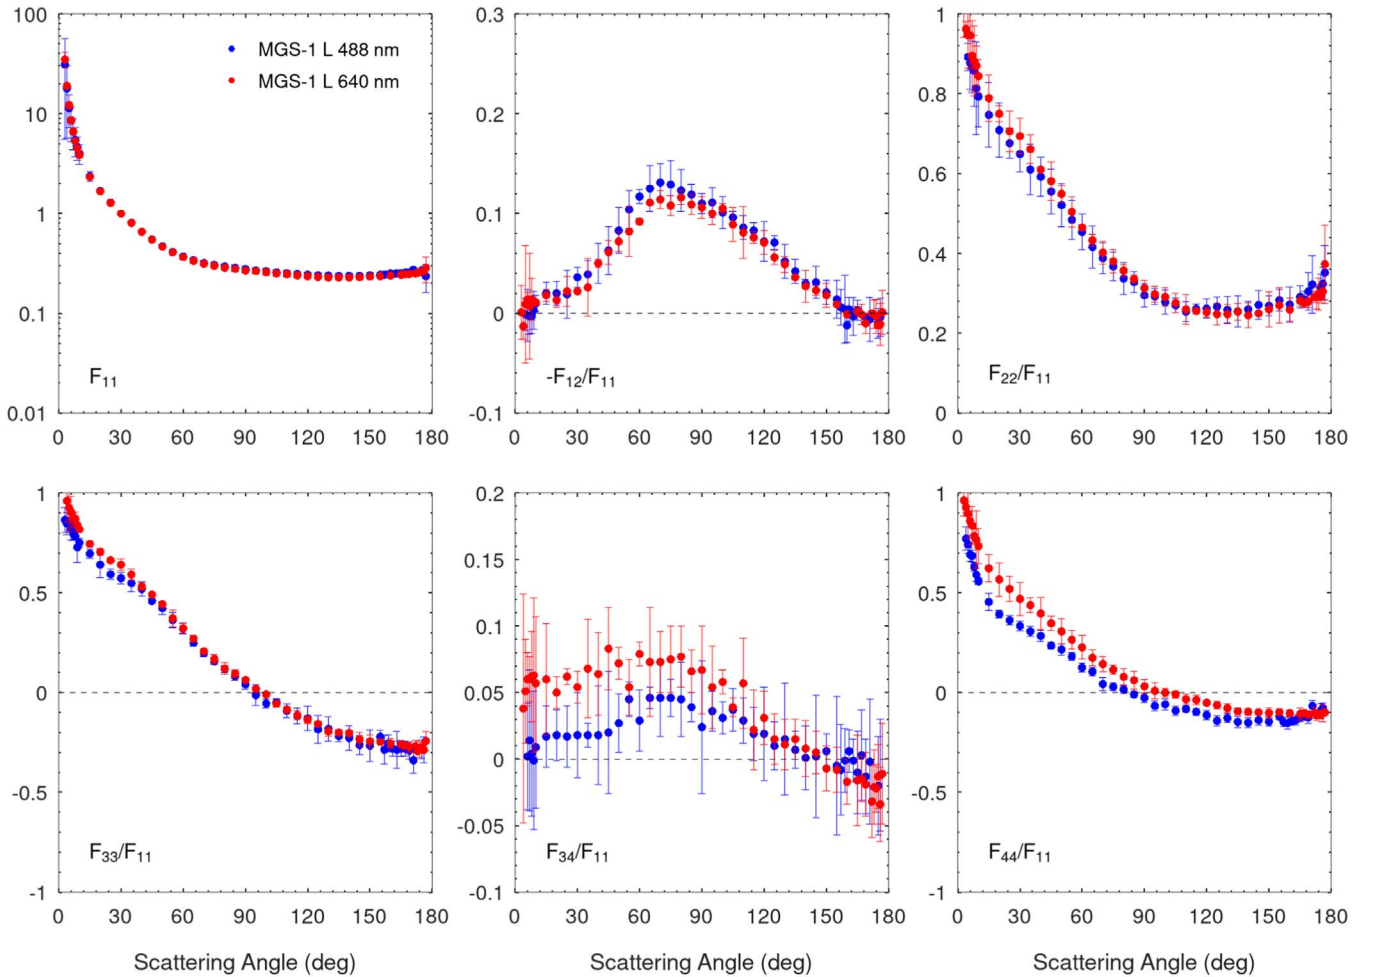 100
10
1
0.1
0.01
0 30 60 90 120 150 180
MGS-1 L 488 nm
MGS-1 L 640 nm
F₁₁
0.3
0.2
0.1
0
-0.1
0 30 60 90 120 150 180
-F₁₂/F₁₁
1
0.8
0.6
0.4
0.2
0
0 30 60 90 120 150 180
F₂₂/F₁₁
1
0.5
0
-0.5
-1
0 30 60 90 120 150 180
F₃₃/F₁₁
Scattering Angle (deg)
0.2
0.15
0.1
0.05
0
-0.05
-0.1
0 30 60 90 120 150 180
F₃₄/F₁₁
Scattering Angle (deg)
1
0.5
0
-0.5
-1
0 30 60 90 120 150 180
F₄₄/F₁₁
Scattering Angle (deg)